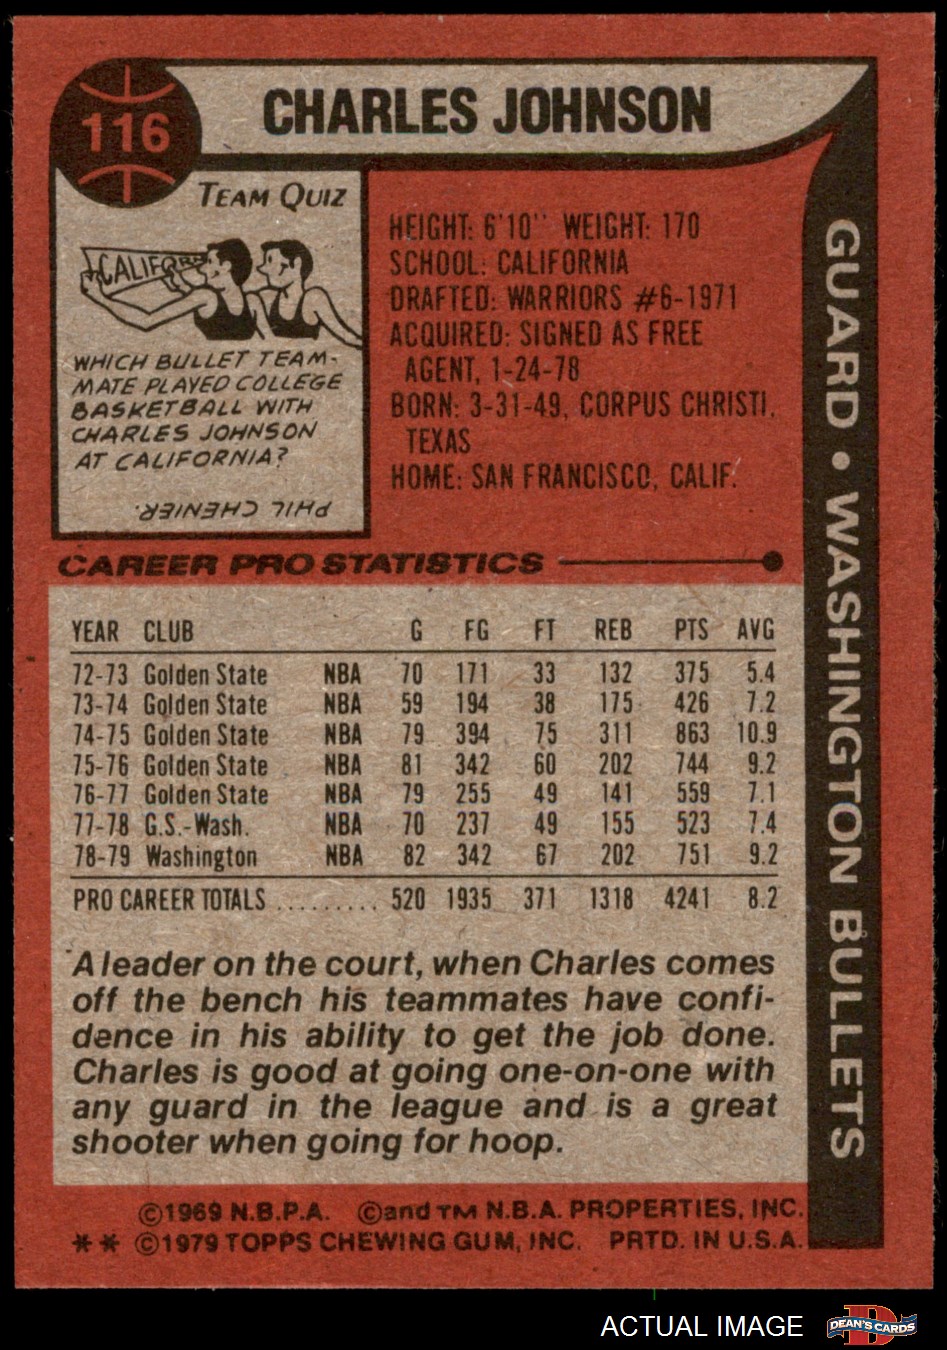 116
CHARLES JOHNSON
TEAM QUIZ
CALIFOR
WHICH BULLET TEAM-
MATE PLAYED COLLEGE
BASKETBALL WITH
CHARLES JOHNSON
AT CALIFORNIA?
PHIL CHENIER.
HEIGHT: 6'10" WEIGHT: 170
SCHOOL: CALIFORNIA
DRAFTED: WARRIORS #6-1971
ACQUIRED: SIGNED AS FREE
AGENT, 1-24-78
BORN: 3-31-49, CORPUS CHRISTI,
TEXAS
HOME: SAN FRANCISCO, CALIF.
GUARD • WASHINGTON BULLETS
CAREER PRO STATISTICS
YEAR CLUB G FG FT REB PTS AVG
72-73 Golden State NBA 70 171 33 132 375 5.4
73-74 Golden State NBA 59 194 38 175 426 7.2
74-75 Golden State NBA 79 394 75 311 863 10.9
75-76 Golden State NBA 81 342 60 202 744 9.2
76-77 Golden State NBA 79 255 49 141 559 7.1
77-78 G.S.-Wash. NBA 70 237 49 155 523 7.4
78-79 Washington NBA 82 342 67 202 751 9.2
PRO CAREER TOTALS ......... 520 1935 371 1318 4241 8.2
A leader on the court, when Charles comes
off the bench his teammates have confi-
dence in his ability to get the job done.
Charles is good at going one-on-one with
any guard in the league and is a great
shooter when going for hoop.
©1969 N.B.P.A. ©and TM N.B.A. PROPERTIES, INC.
** ©1979 TOPPS CHEWING GUM, INC. PRTD. IN U.S.A.
ACTUAL IMAGE
D
DEAN'S CARDS